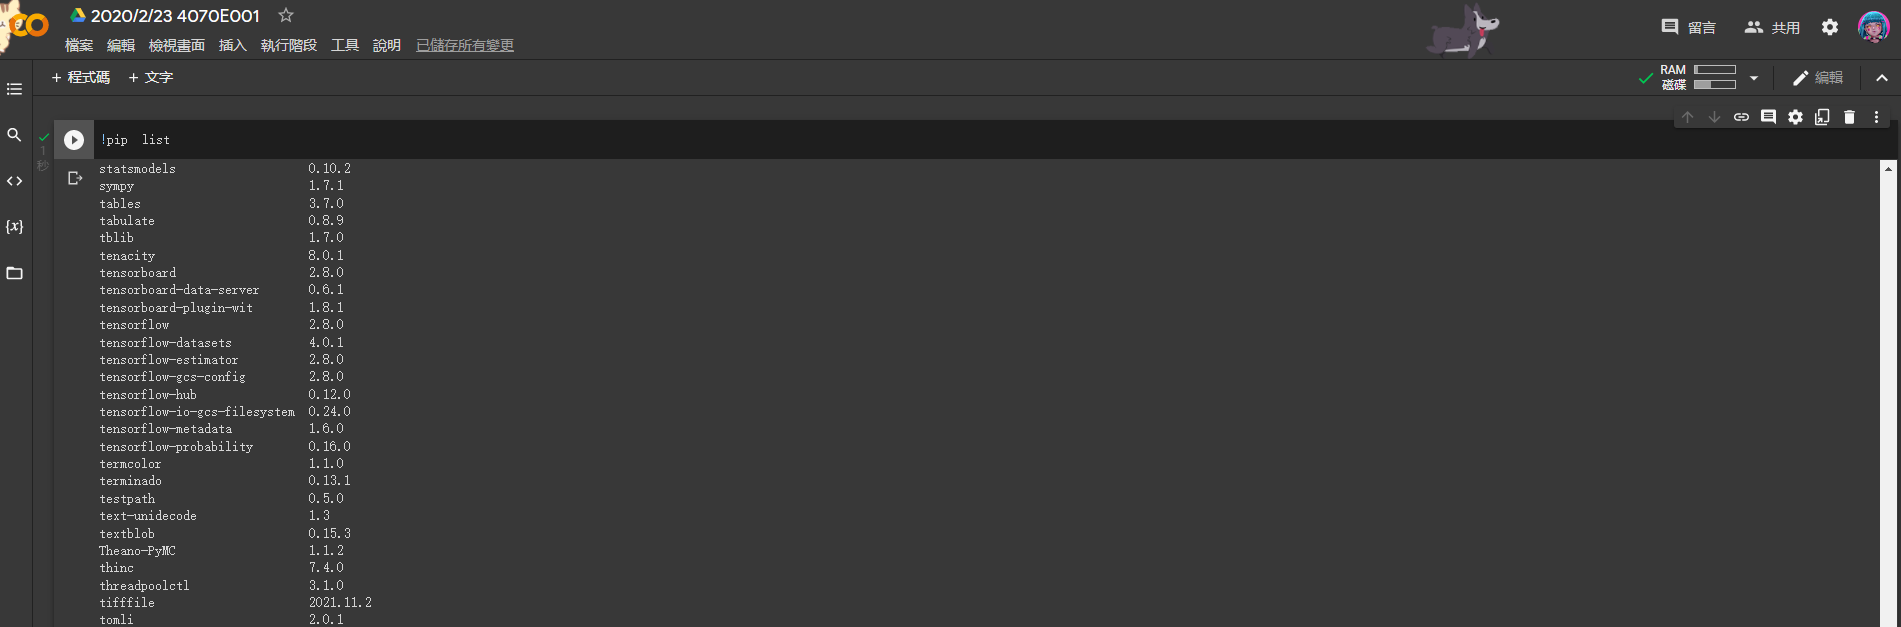 2020/2/23 4070E001
檔案 編輯 檢視畫面 插入 執行階段 工具 說明 已儲存所有變更
留言 共用
+ 程式碼 + 文字
RAM
磁碟
編輯
!pip list
1
秒
statsmodels 0.10.2
sympy 1.7.1
tables 3.7.0
tabulate 0.8.9
tblib 1.7.0
tenacity 8.0.1
tensorboard 2.8.0
tensorboard-data-server 0.6.1
tensorboard-plugin-wit 1.8.1
tensorflow 2.8.0
tensorflow-datasets 4.0.1
tensorflow-estimator 2.8.0
tensorflow-gcs-config 2.8.0
tensorflow-hub 0.12.0
tensorflow-io-gcs-filesystem 0.24.0
tensorflow-metadata 1.6.0
tensorflow-probability 0.16.0
termcolor 1.1.0
terminado 0.13.1
testpath 0.5.0
text-unidecode 1.3
textblob 0.15.3
Theano-PyMC 1.1.2
thinc 7.4.0
threadpoolctl 3.1.0
tifffile 2021.11.2
tomli 2.0.1